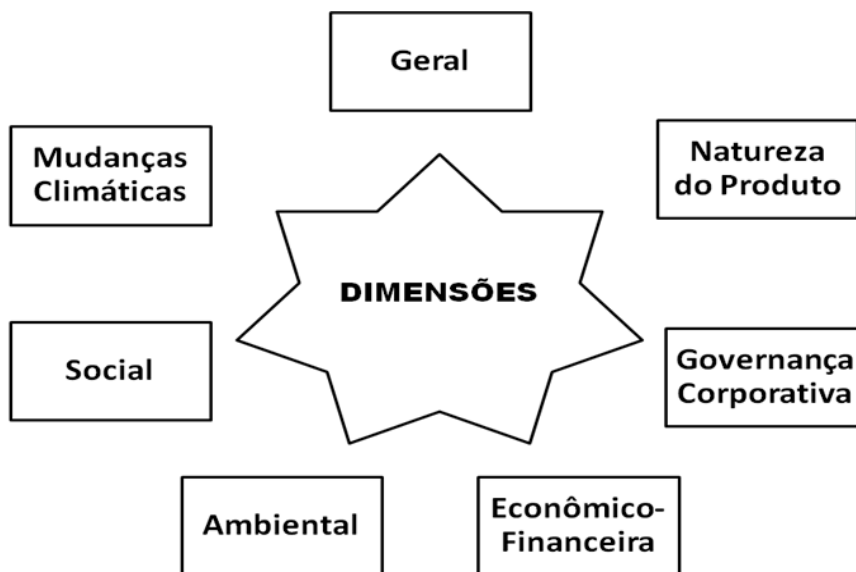 Geral
Mudanças
Climáticas
Natureza
do Produto
DIMENSÕES
Social
Governança
Corporativa
Ambiental
Econômico-
Financeira